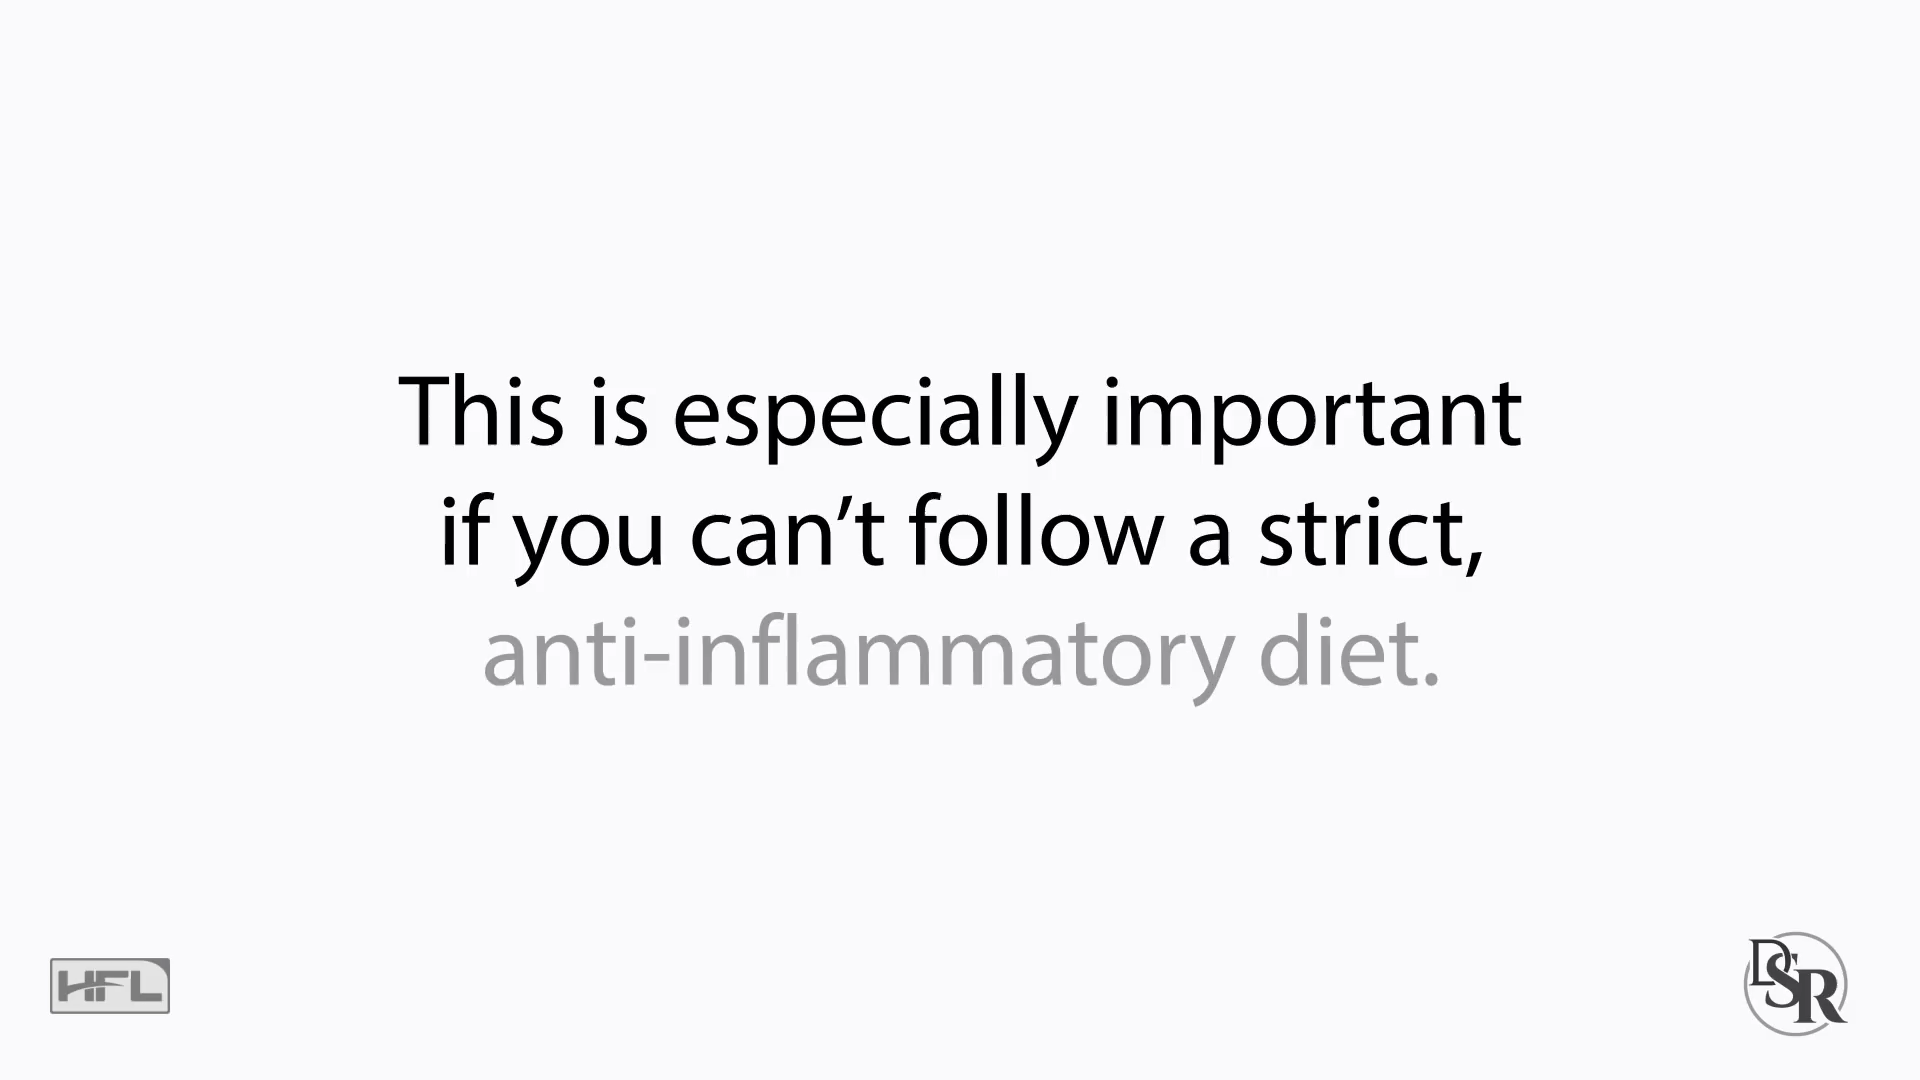 This is especially important
if you can’t follow a strict,
anti-inflammatory diet.
HFL
DSR